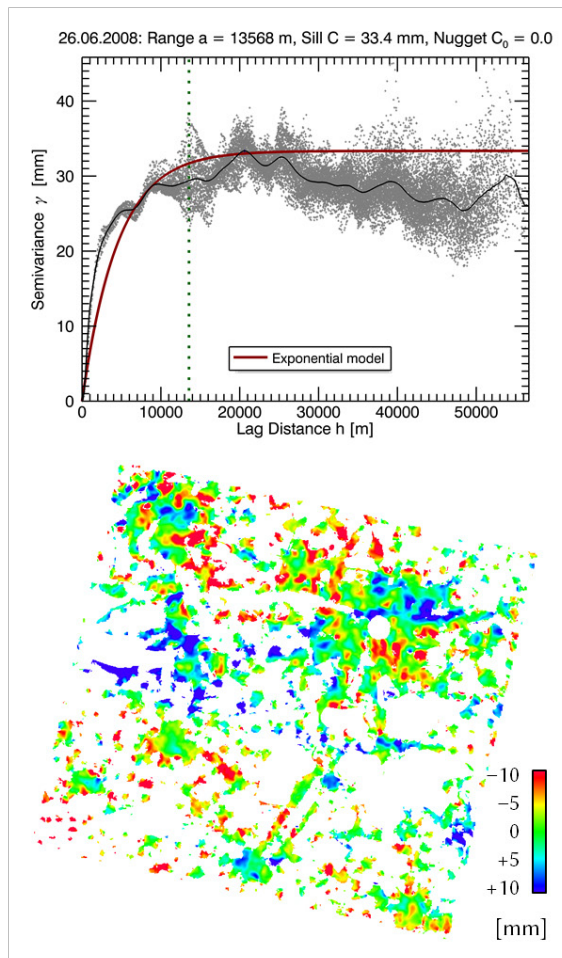 26.06.2008: Range a = 13568 m, Sill C = 33.4 mm, Nugget C₀ = 0.0
40
30
20
10
0
Semivariance γ [mm]
Exponential model
0 10000 20000 30000 40000 50000
Lag Distance h [m]
−10
−5
0
+5
+10
[mm]